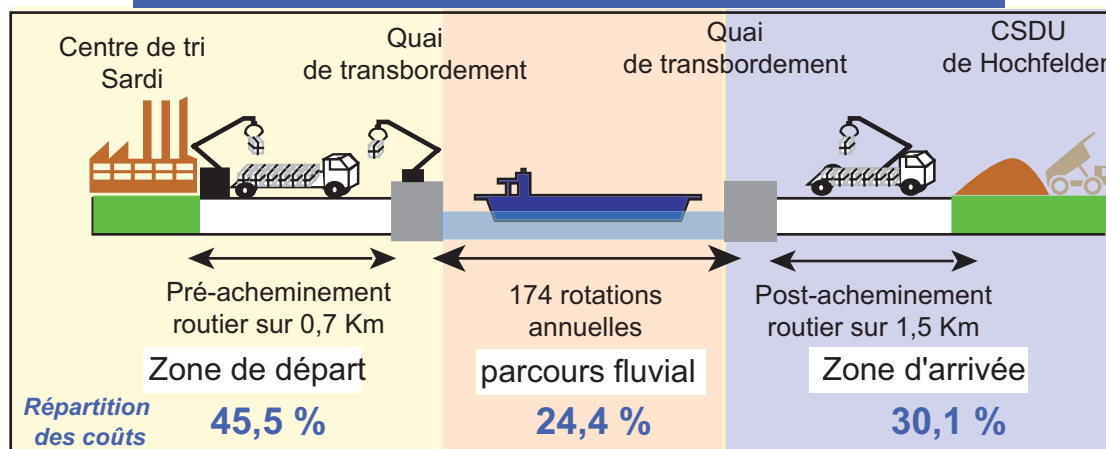 Centre de tri
Sardi
Quai
de transbordement
Quai
de transbordement
CSDU
de Hochfelden
Pré-acheminement
routier sur 0,7 Km
174 rotations
annuelles
Post-acheminement
routier sur 1,5 Km
Zone de départ
parcours fluvial
Zone d'arrivée
Répartition
des coûts
45,5 %
24,4 %
30,1 %